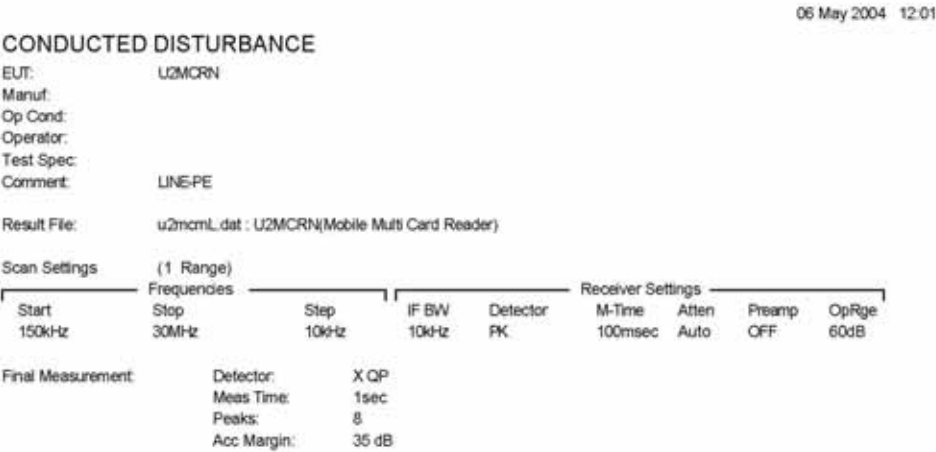 06 May 2004 12:01
CONDUCTED DISTURBANCE
EUT: U2MCRN
Manuf:
Op Cond:
Operator:
Test Spec:
Comment: LINE-PE
Result File: u2mcrnL.dat : U2MCRN(Mobile Multi Card Reader)
Scan Settings (1 Range)
Frequencies Receiver Settings
Start Stop Step IF BW Detector M-Time Atten Preamp OpRge
150kHz 30MHz 10kHz 10kHz PK 100msec Auto OFF 60dB
Final Measurement: Detector: X QP
Meas Time: 1sec
Peaks: 8
Acc Margin: 35 dB